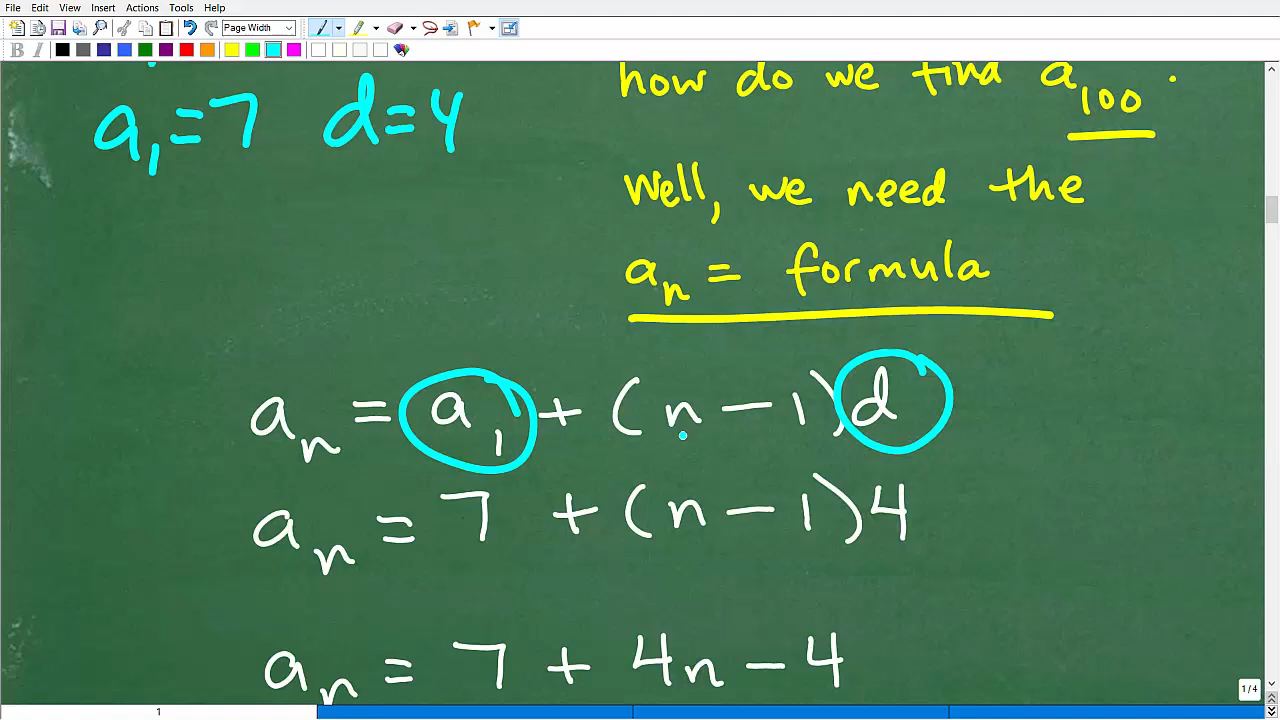 File Edit View Insert Actions Tools Help
Page Width
B I
a₁=7 d=4
how do we find a₁₀₀.
Well, we need the
aₙ = formula
aₙ = a₁ + (n-1)d
aₙ = 7 + (n-1)4
aₙ = 7 + 4n - 4
1/4
1